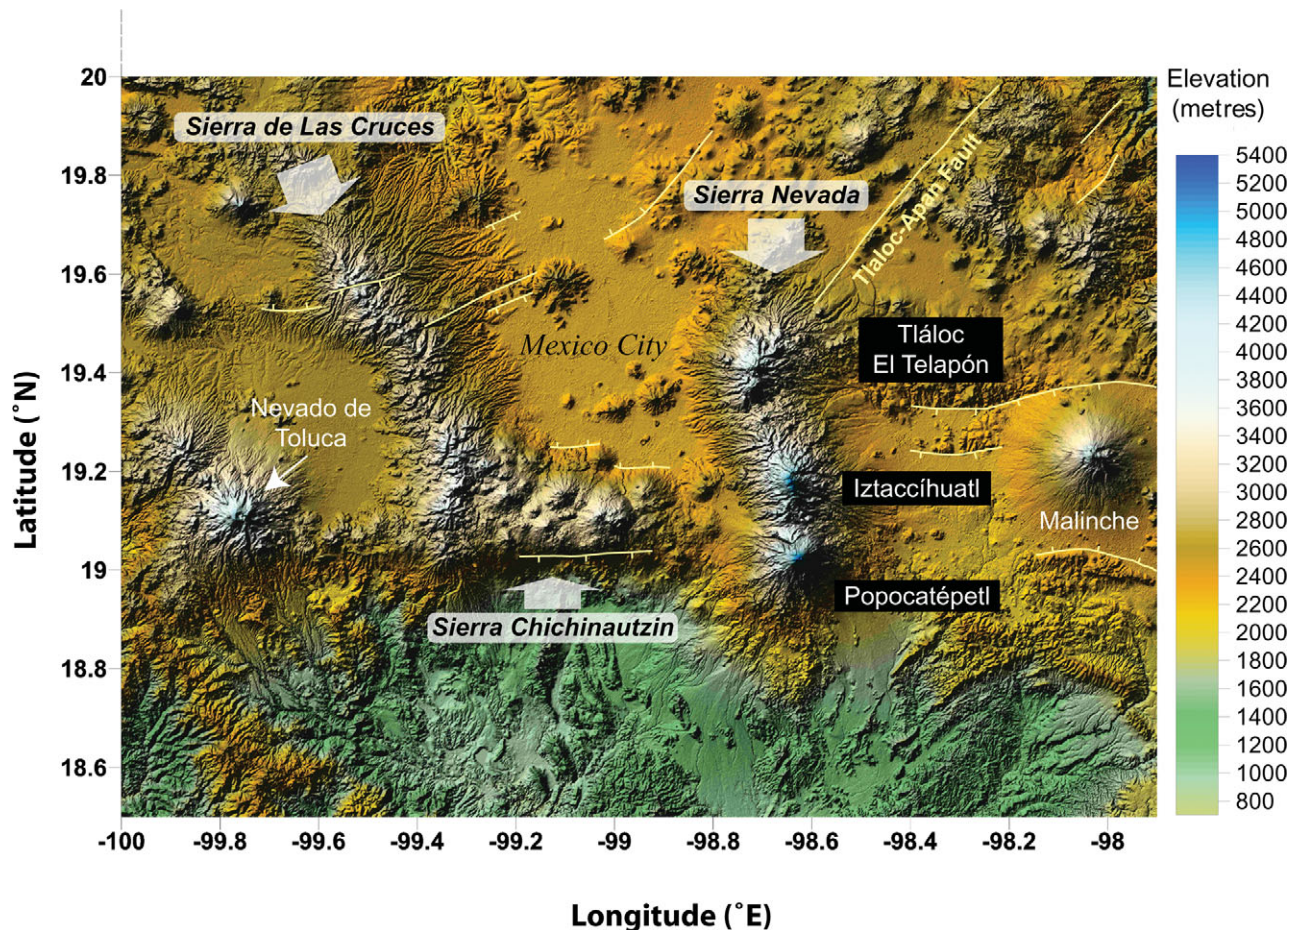 Elevation
(metres)
5400
5200
5000
4800
4600
4400
4200
4000
3800
3600
3400
3200
3000
2800
2600
2400
2200
2000
1800
1600
1400
1200
1000
800
Latitude (˚N)
20
19.8
19.6
19.4
19.2
19
18.8
18.6
Sierra de Las Cruces
Sierra Nevada
Tlaloc-Apan Fault
Mexico City
Tláloc
El Telapón
Nevado de
Toluca
Iztaccíhuatl
Malinche
Popocatépetl
Sierra Chichinautzin
-100
-99.8
-99.6
-99.4
-99.2
-99
-98.8
-98.6
-98.4
-98.2
-98
Longitude (˚E)